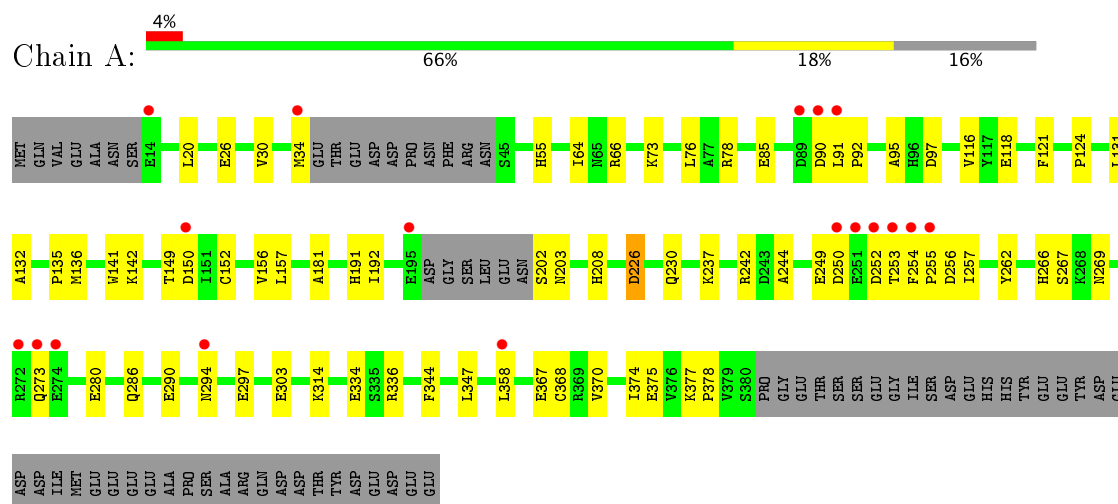 4%
Chain A:
66% 18% 16%
MET GLN VAL GLU ALA ASN SER E14 L20 E26 V30 M34 GLU THR GLU ASP ASP PRO ASN PHE ARG ASN S45 H55 I64 N65 R66 K73 L76 A77 R78 E85 D89 D90 L91 P92 A95 H96 D97 V116 Y117 E118 F121 P124 L131
A132 P135 M136 W141 K142 T149 D150 I151 C152 V156 L157 A181 H191 I192 E195 ASP GLY SER LEU GLU ASN S202 N203 H208 D226 Q230 K237 R242 D243 A244 E249 D250 E251 D252 T253 F254 P255 D256 I257 Y262 H266 S267 K268 N269
R272 Q273 E274 E280 Q286 E290 N294 E297 E303 K314 E334 S335 R336 F344 L347 L358 E367 C368 R369 V370 I374 E375 V376 K377 P378 V379 S380 PRO GLY GLU THR SER SER GLU GLY ILE SER ASP GLU HIS HIS TYR GLU GLU TYR ASP GLU
ASP ASP ILE MET GLU GLU GLU GLU ALA PRO SER ALA ARG GLN ASP ASP THR TYR ASP GLU ASP GLU GLU